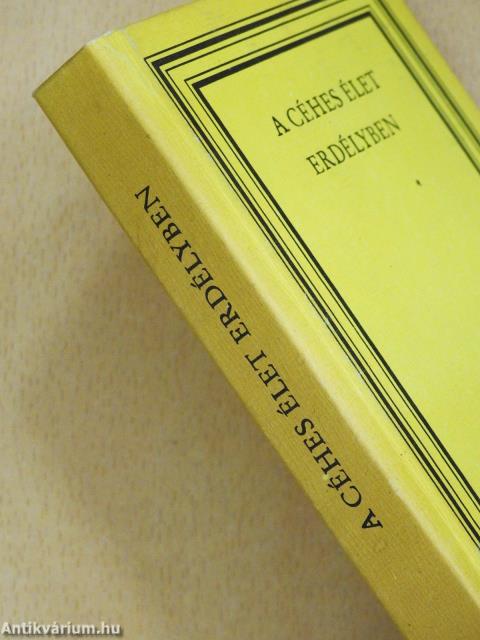 A CÉHES ÉLET
ERDÉLYBEN
A CÉHES ÉLET ERDÉLYBEN
Antikvárium.hu